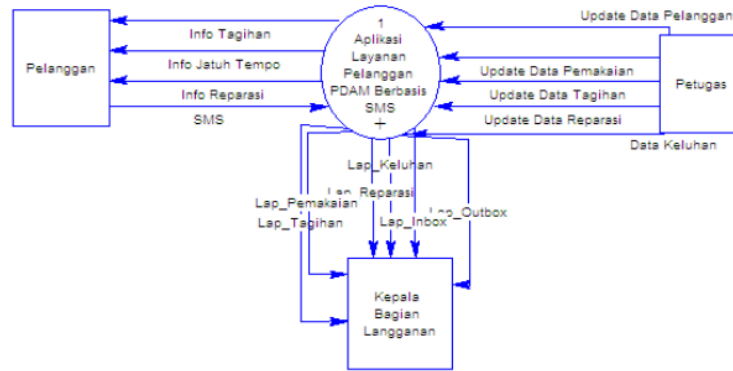 1
Aplikasi
Layanan
Pelanggan
PDAM Berbasis
SMS
+
Pelanggan
Info Tagihan
Info Jatuh Tempo
Info Reparasi
SMS
Update Data Pelanggan
Update Data Pemakaian
Update Data Tagihan
Update Data Reparasi
Data Keluhan
Petugas
Lap_Keluhan
Lap_Reparasi
Lap_Pemakaian
Lap_Tagihan
Lap_Inbox
Lap_Outbox
Kepala
Bagian
Langganan